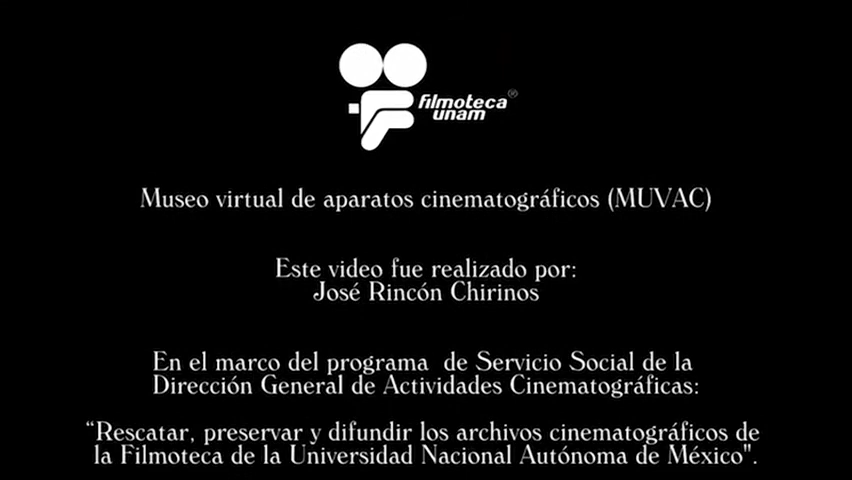 filmoteca®
unam
Museo virtual de aparatos cinematográficos (MUVAC)
Este video fue realizado por:
José Rincón Chirinos
En el marco del programa  de Servicio Social de la
Dirección General de Actividades Cinematográficas:
“Rescatar, preservar y difundir los archivos cinematográficos de
la Filmoteca de la Universidad Nacional Autónoma de México".